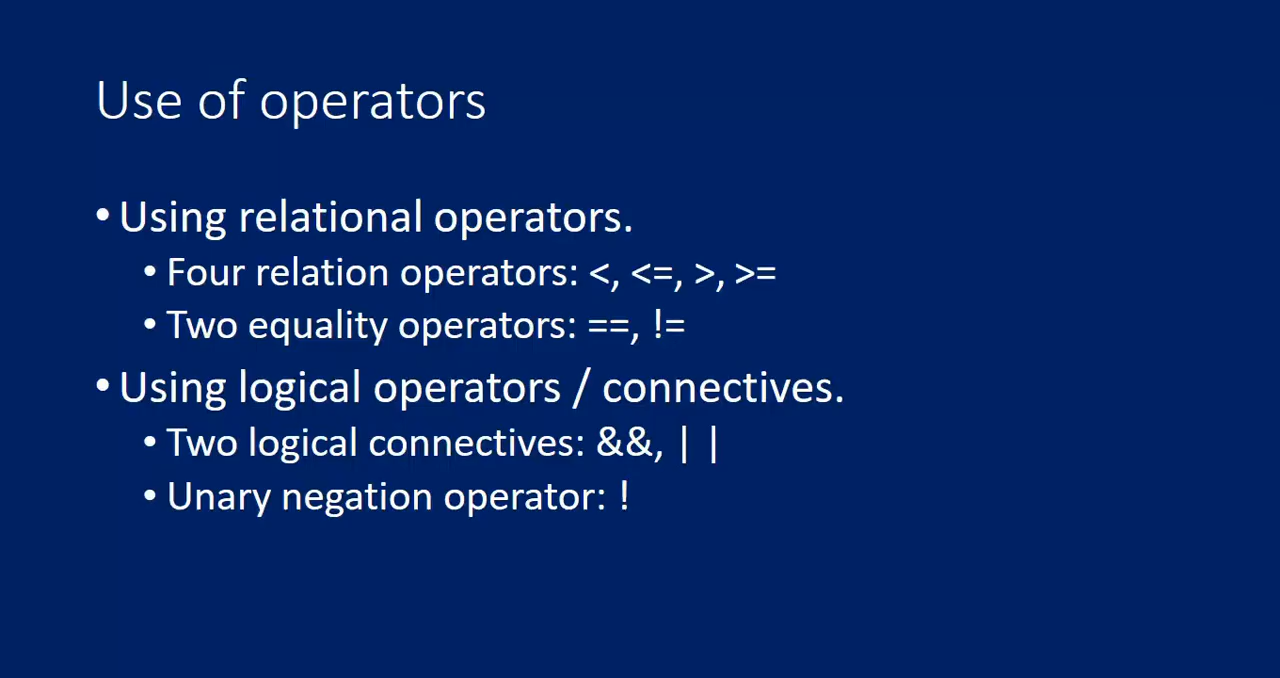 Use of operators
• Using relational operators.
• Four relation operators: <, <=, >, >=
• Two equality operators: ==, !=
• Using logical operators / connectives.
• Two logical connectives: &&, | |
• Unary negation operator: !